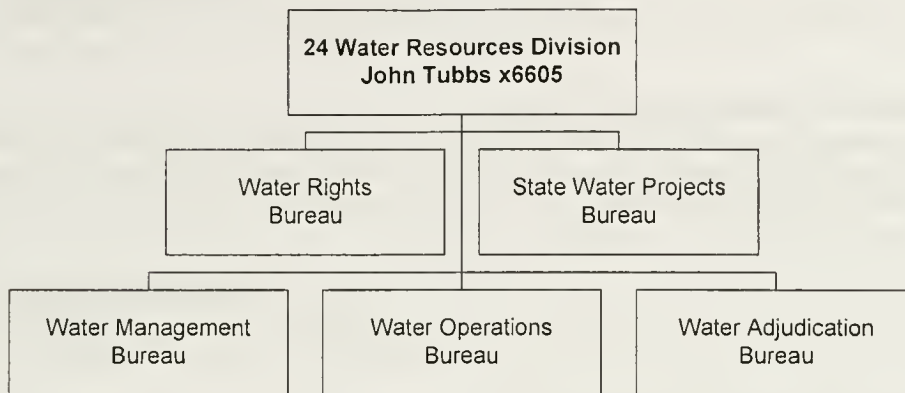 24 Water Resources Division
John Tubbs x6605
Water Rights
Bureau
State Water Projects
Bureau
Water Management
Bureau
Water Operations
Bureau
Water Adjudication
Bureau